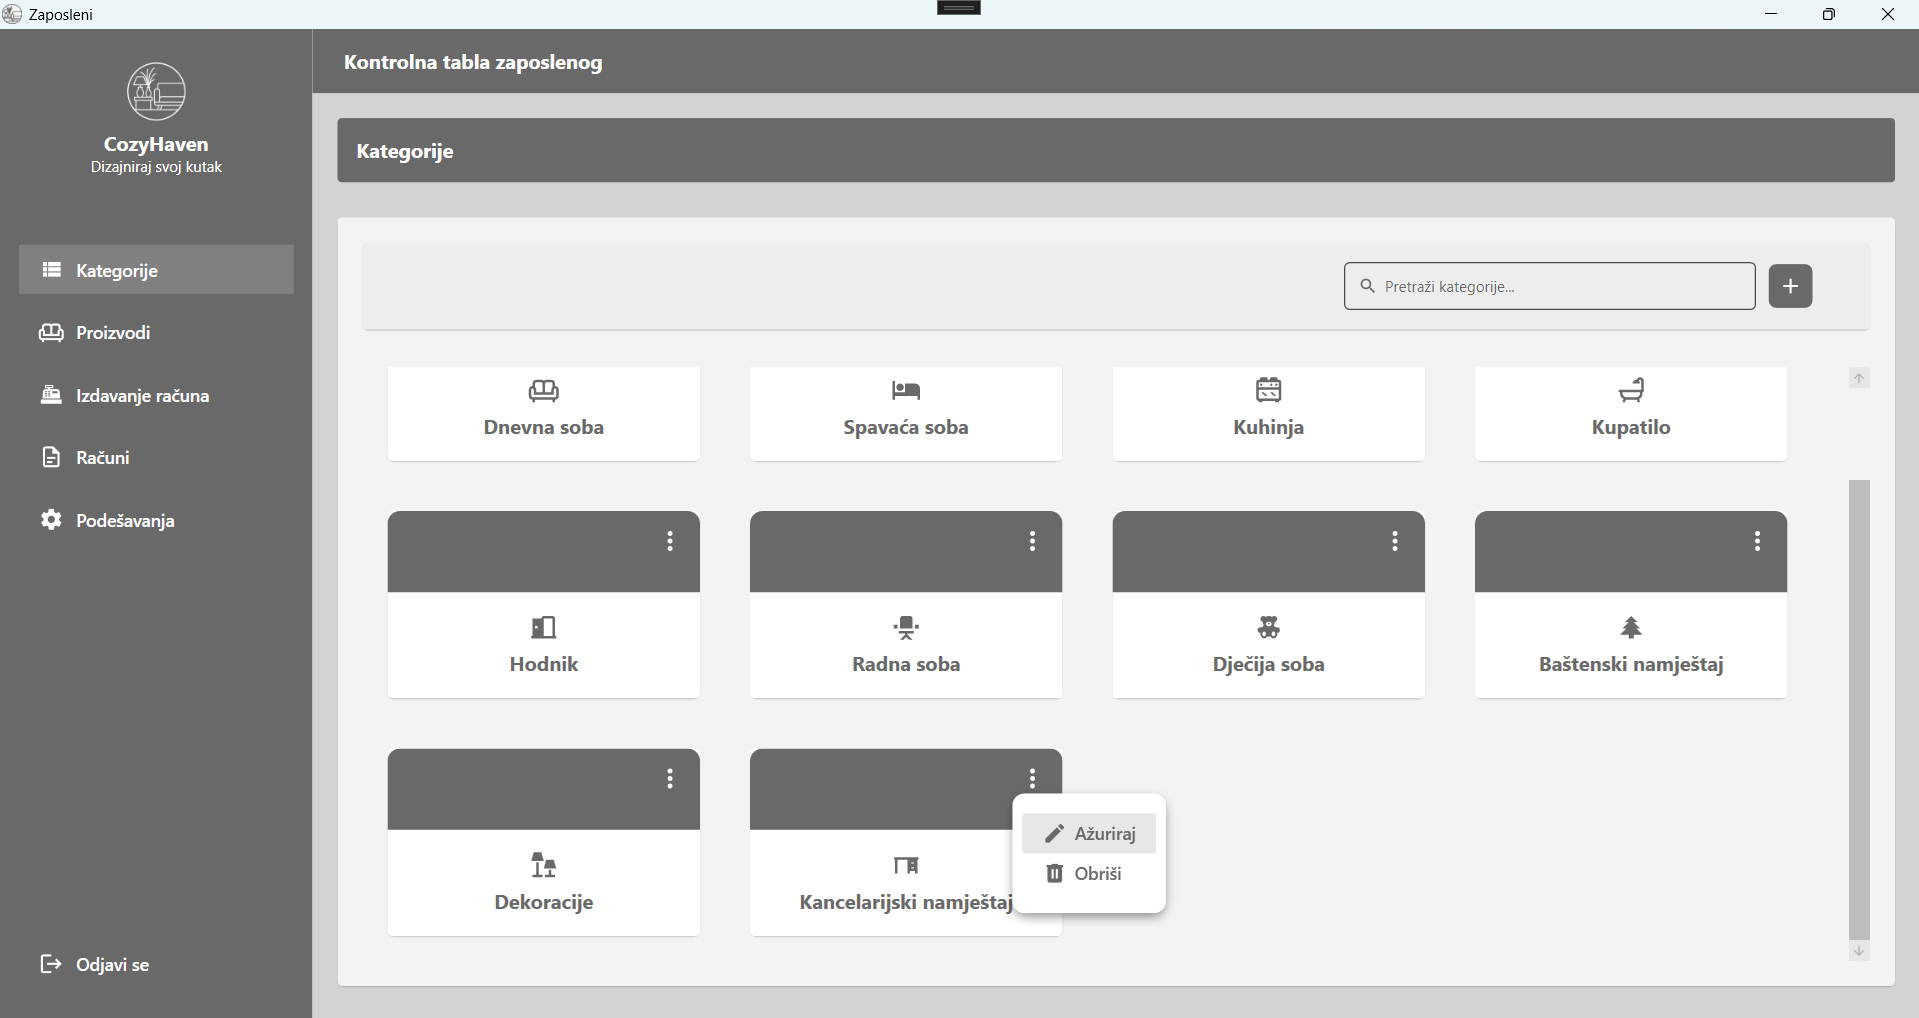 Zaposleni
Kontrolna tabla zaposlenog
CozyHaven
Dizajniraj svoj kutak
Kategorije
Kategorije
Proizvodi
Izdavanje računa
Računi
Podešavanja
Odjavi se
Pretraži kategorije...
Dnevna soba
Spavaća soba
Kuhinja
Kupatilo
Hodnik
Radna soba
Dječija soba
Baštenski namještaj
Dekoracije
Kancelarijski namještaj
Ažuriraj
Obriši